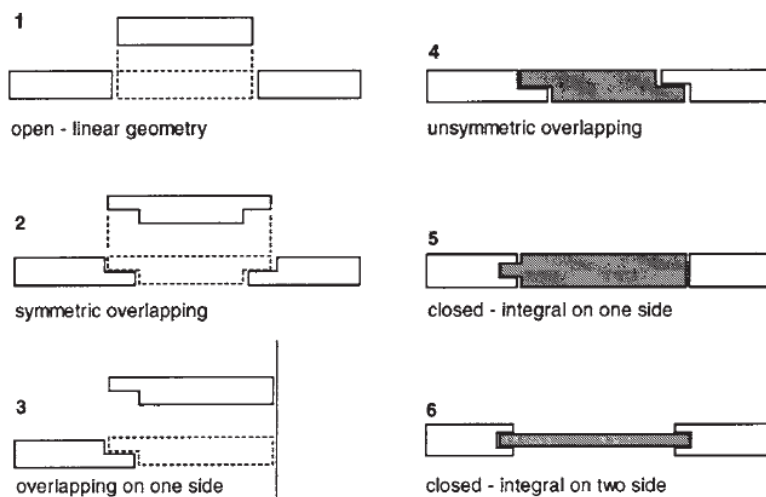 1
open - linear geometry
2
symmetric overlapping
3
overlapping on one side
4
unsymmetric overlapping
5
closed - integral on one side
6
closed - integral on two side